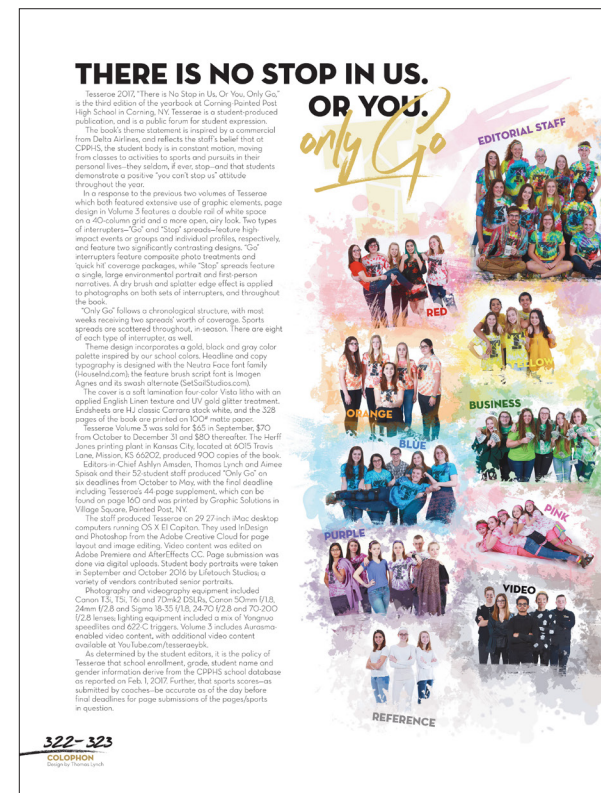 THERE IS NO STOP IN US.
OR YOU.
only Go
Tesserae 2017, "There is No Stop in Us, Or You, Only Go,"
is the third edition of the yearbook at Corning-Painted Post
High School in Corning, NY. Tesserae is a student-produced
publication, and is a public forum for student expression.
The book's theme statement is inspired by a commercial
from Delta Airlines, and reflects the staff's belief that at
CPPHS, the student body is in constant motion, moving
from classes to activities to sports and pursuits in their
personal lives—they seldom, if ever, stop—and that students
demonstrate a positive "you can't stop us" attitude
throughout the year.
In a response to the previous two volumes of Tesserae
which both featured extensive use of graphic elements, page
design in Volume 3 features a double rail of white space
on a 40-column grid and a more open, airy look. Two types
of interrupters—"Go" and "Stop" spreads—feature high-
impact events or groups and individual profiles, respectively,
and feature two significantly contrasting designs. "Go"
interrupters feature composite photo treatments and
'quick hit' coverage packages, while "Stop" spreads feature
a single, large environmental portrait and first-person
narratives. A dry brush and splatter edge effect is applied
to photographs on both sets of interrupters, and throughout
the book.
"Only Go" follows a chronological structure, with most
weeks receiving two spreads' worth of coverage. Sports
spreads are scattered throughout, in-season. There are eight
of each type of interrupter, as well.
Theme design incorporates a gold, black and gray color
palette inspired by our school colors. Headline and copy
typography is designed with the Neutra Face font family
(HouseInd.com); the feature brush script font is Imogen
Agnes and its swash alternate (SetSailStudios.com).
The cover is a soft lamination four-color Vista litho with an
applied English Linen texture and UV gold glitter treatment.
Endsheets are HJ classic Carrara stock white, and the 328
pages of the book are printed on 100# matte paper.
Tesserae Volume 3 was sold for $65 in September, $70
from October to December 31 and $80 thereafter. The Herff
Jones printing plant in Kansas City, located at 6015 Travis
Lane, Mission, KS 66202, produced 900 copies of the book.
Editors-in-Chief Ashlyn Amsden, Thomas Lynch and Aimee
Spisak and their 52-student staff produced "Only Go" on
six deadlines from October to May, with the final deadline
including Tesserae's 44 page supplement, which can be
found on page 160 and was printed by Graphic Solutions in
Village Square, Painted Post, NY.
The staff produced Tesserae on 29 27-inch iMac desktop
computers running OS X El Capitan. They used InDesign
and Photoshop from the Adobe Creative Cloud for page
layout and image editing. Video content was edited on
Adobe Premiere and AfterEffects CC. Page submission was
done via digital uploads. Student body portraits were taken
in September and October 2016 by Lifetouch Studios; a
variety of vendors contributed senior portraits.
Photography and videography equipment included
Canon T3i, T5i, T6i and 7Dmk2 DSLRs, Canon 50mm f/1.8,
24mm f/2.8 and Sigma 18-35 f/1.8, 24-70 f/2.8 and 70-200
f/2.8 lenses; lighting equipment included a mix of Yongnuo
speedlites and 622-C triggers. Volume 3 includes Aurasma-
enabled video content, with additional video content
available at YouTube.com/tesseraeybk.
As determined by the student editors, it is the policy of
Tesserae that school enrollment, grade, student name and
gender information derive from the CPPHS school database
as reported on Feb. 1, 2017. Further, that sports scores—as
submitted by coaches—be accurate as of the day before
final deadlines for page submissions of the pages/sports
in question.
EDITORIAL STAFF
RED
YELLOW
ORANGE
BUSINESS
BLUE
PINK
PURPLE
VIDEO
REFERENCE
322-323
COLOPHON
Design by Thomas Lynch